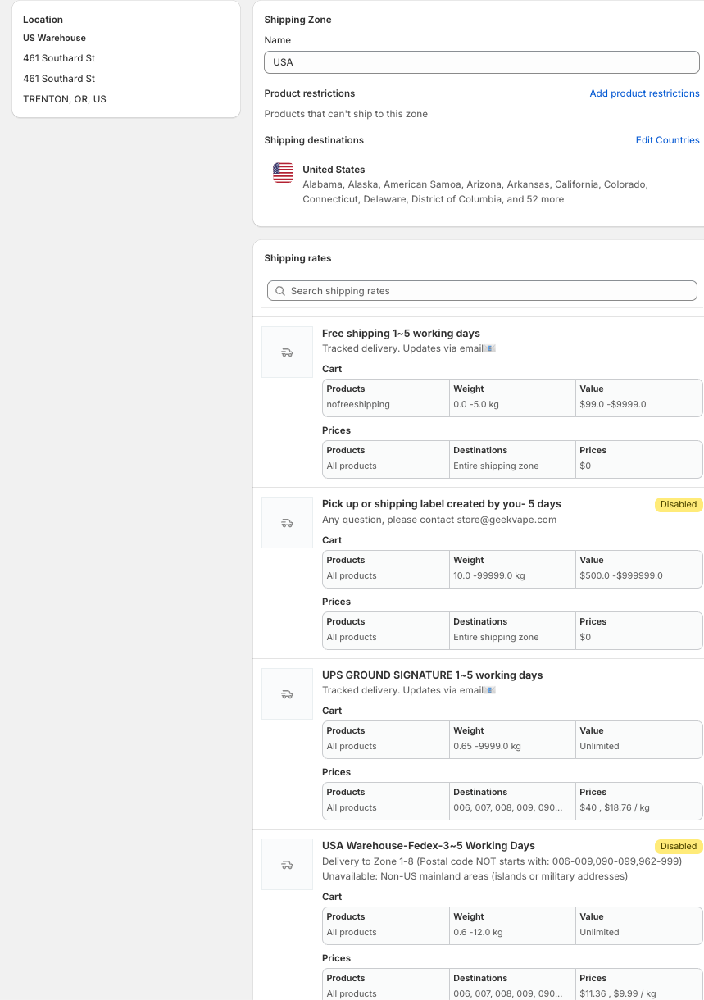 Location
US Warehouse
461 Southard St
461 Southard St
TRENTON, OR, US
Shipping Zone
Name
USA
Product restrictions
Add product restrictions
Products that can't ship to this zone
Shipping destinations
Edit Countries
United States
Alabama, Alaska, American Samoa, Arizona, Arkansas, California, Colorado,
Connecticut, Delaware, District of Columbia, and 52 more
Shipping rates
Search shipping rates
Free shipping 1~5 working days
Tracked delivery. Updates via email📧
Cart
Products Weight Value
nofreeshipping 0.0 -5.0 kg $99.0 -$9999.0
Prices
Products Destinations Prices
All products Entire shipping zone $0
Pick up or shipping label created by you- 5 days
Disabled
Any question, please contact store@geekvape.com
Cart
Products Weight Value
All products 10.0 -99999.0 kg $500.0 -$999999.0
Prices
Products Destinations Prices
All products Entire shipping zone $0
UPS GROUND SIGNATURE 1~5 working days
Tracked delivery. Updates via email📧
Cart
Products Weight Value
All products 0.65 -9999.0 kg Unlimited
Prices
Products Destinations Prices
All products 006, 007, 008, 009, 090... $40 , $18.76 / kg
USA Warehouse-Fedex-3~5 Working Days
Disabled
Delivery to Zone 1-8 (Postal code NOT starts with: 006-009,090-099,962-999)
Unavailable: Non-US mainland areas (islands or military addresses)
Cart
Products Weight Value
All products 0.6 -12.0 kg Unlimited
Prices
Products Destinations Prices
All products 006, 007, 008, 009, 090... $11.36 , $9.99 / kg